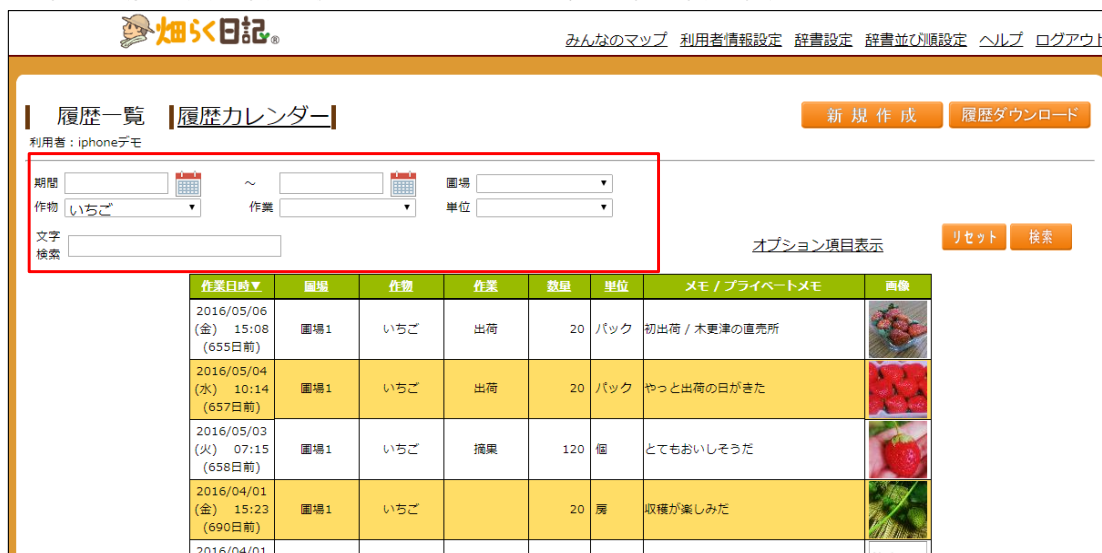 畑らく日記®
みんなのマップ 利用者情報設定 辞書設定 辞書並び順設定 ヘルプ ログアウト
履歴一覧 履歴カレンダー 新規作成 履歴ダウンロード
利用者：iphoneデモ
期間 ～ 圃場
作物 いちご 作業 単位
文字
検索
オプション項目表示 リセット 検索
作業日時▼ 圃場 作物 作業 数量 単位 メモ / プライベートメモ 画像
2016/05/06
(金) 15:08 圃場1 いちご 出荷 20 パック 初出荷 / 木更津の直売所
(655日前)
2016/05/04
(水) 10:14 圃場1 いちご 出荷 20 パック やっと出荷の日がきた
(657日前)
2016/05/03
(火) 07:15 圃場1 いちご 摘果 120 個 とてもおいしそうだ
(658日前)
2016/04/01
(金) 15:23 圃場1 いちご 20 房 収穫が楽しみだ
(690日前)
2016/04/01